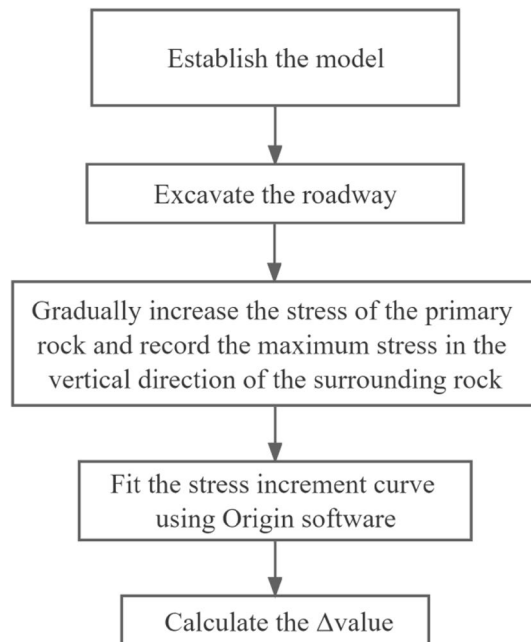 Establish the model
Excavate the roadway
Gradually increase the stress of the primary
rock and record the maximum stress in the
vertical direction of the surrounding rock
Fit the stress increment curve
using Origin software
Calculate the Δvalue